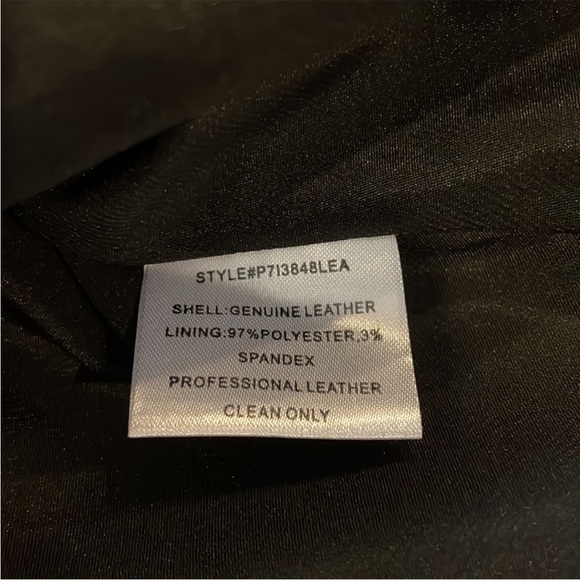 STYLE#P713848LEA
SHELL:GENUINE LEATHER
LINING:97%POLYESTER,3%
SPANDEX
PROFESSIONAL LEATHER
CLEAN ONLY